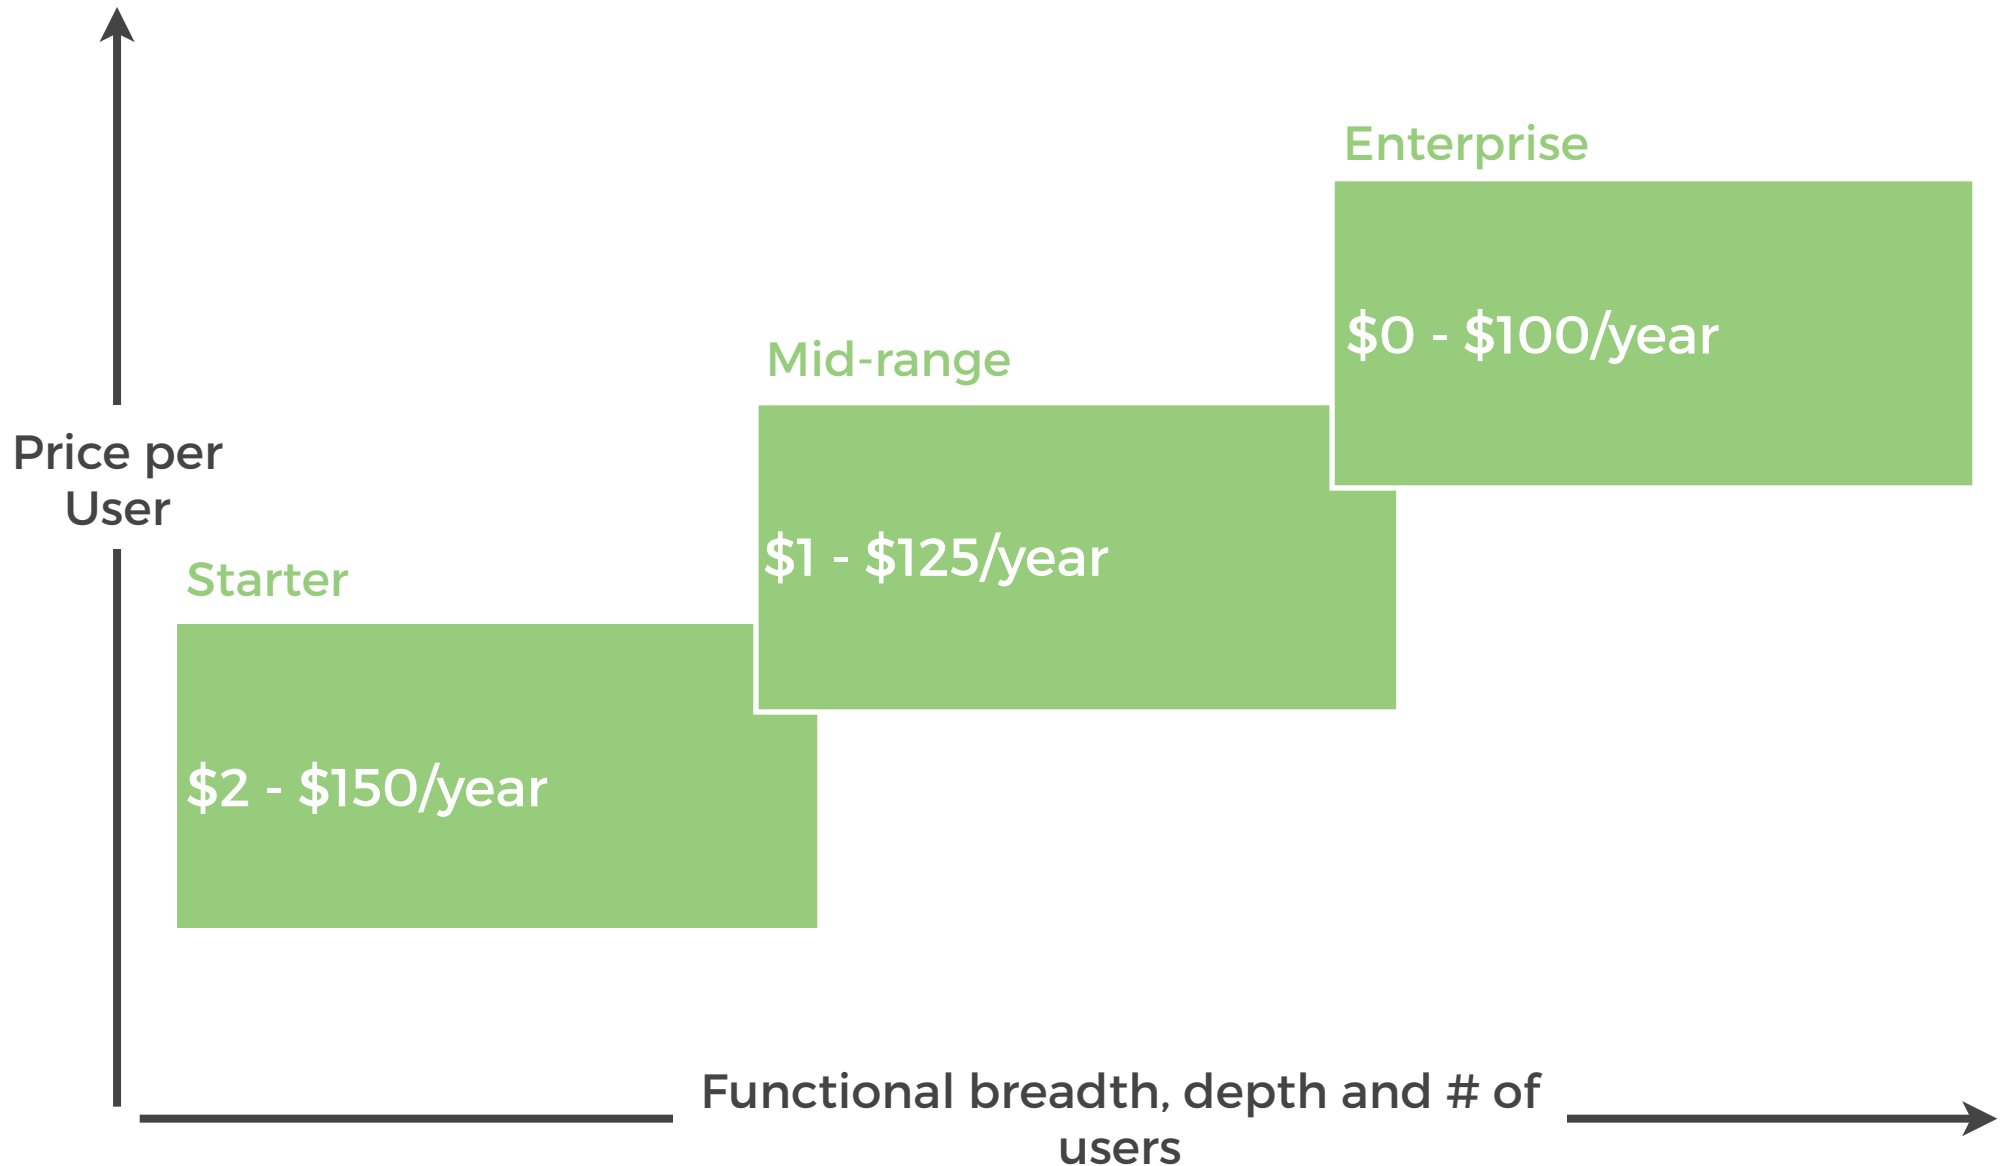 Enterprise
$0 - $100/year
Mid-range
Price per
User
$1 - $125/year
Starter
$2 - $150/year
Functional breadth, depth and # of
users